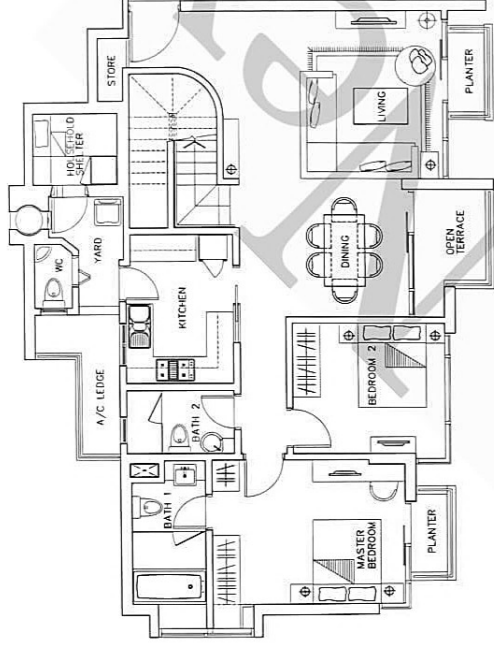 STORE
HOUSEHOLD
SHELTER
WC
YARD
A/C LEDGE
KITCHEN
BATH 2
BATH 1
LIVING
DINING
PLANTER
OPEN
TERRACE
BEDROOM 2
MASTER
BEDROOM
PLANTER